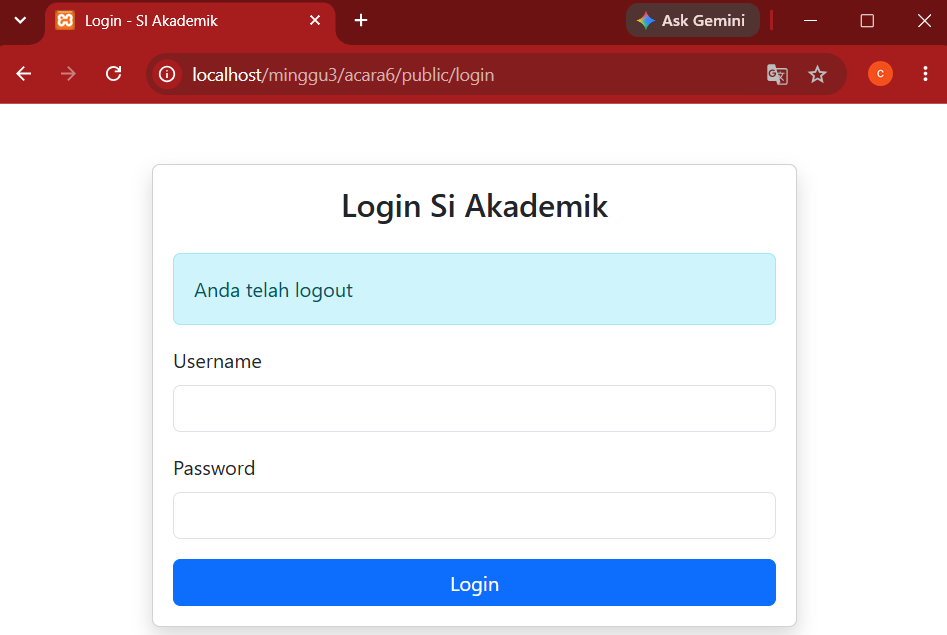 Login - SI Akademik
Ask Gemini
localhost/minggu3/acara6/public/login
C
Login Si Akademik
Anda telah logout
Username
Password
Login